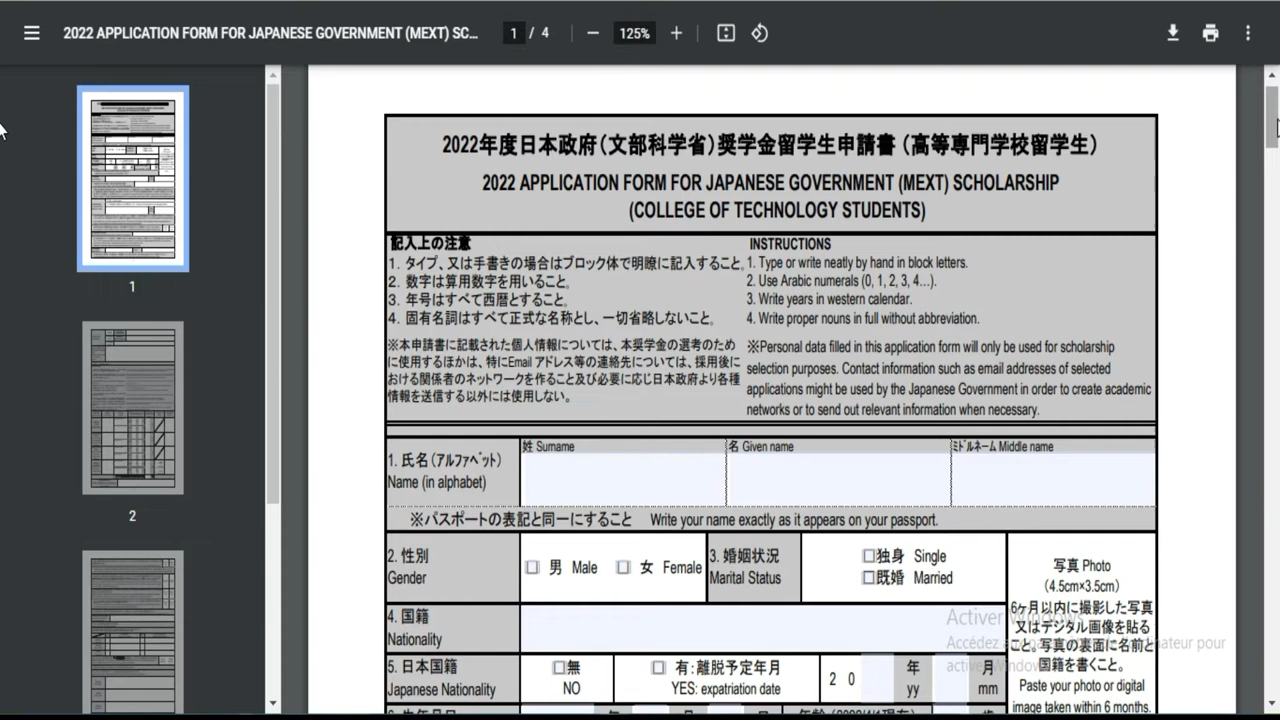 2022 APPLICATION FORM FOR JAPANESE GOVERNMENT (MEXT) SC...
1 / 4
125%
1
2
2022年度日本政府（文部科学省）奨学金留学生申請書（高等専門学校留学生）
2022 APPLICATION FORM FOR JAPANESE GOVERNMENT (MEXT) SCHOLARSHIP
(COLLEGE OF TECHNOLOGY STUDENTS)
記入上の注意
1. タイプ、又は手書きの場合はブロック体で明瞭に記入すること。
2. 数字は算用数字を用いること。
3. 年号はすべて西暦とすること。
4. 固有名詞はすべて正式な名称とし、一切省略しないこと。
※本申請書に記載された個人情報については、本奨学金の選考のため
に使用するほかは、特にEmail アドレス等の連絡先については、採用後に
おける関係者のネットワークを作ること及び必要に応じ日本政府より各種
情報を送信する以外には使用しない。
INSTRUCTIONS
1. Type or write neatly by hand in block letters.
2. Use Arabic numerals (0, 1, 2, 3, 4…).
3. Write years in western calendar.
4. Write proper nouns in full without abbreviation.
※Personal data filled in this application form will only be used for scholarship
selection purposes. Contact information such as email addresses of selected
applications might be used by the Japanese Government in order to create academic
networks or to send out relevant information when necessary.
1. 氏名（アルファベット）
Name (in alphabet)
姓 Surname
名 Given name
ミドルネーム Middle name
※パスポートの表記と同一にすること Write your name exactly as it appears on your passport.
2. 性別
Gender
男 Male
女 Female
3. 婚姻状況
Marital Status
独身 Single
既婚 Married
写真 Photo
(4.5cm×3.5cm)
6ヶ月以内に撮影した写真
又はデジタル画像を貼る
こと。写真の裏面に名前と
国籍を書くこと。
Paste your photo or digital
image taken within 6 months.
4. 国籍
Nationality
5. 日本国籍
Japanese Nationality
無
NO
有：離脱予定年月
YES: expatriation date
2 0
年
yy
月
mm
Activer Windows